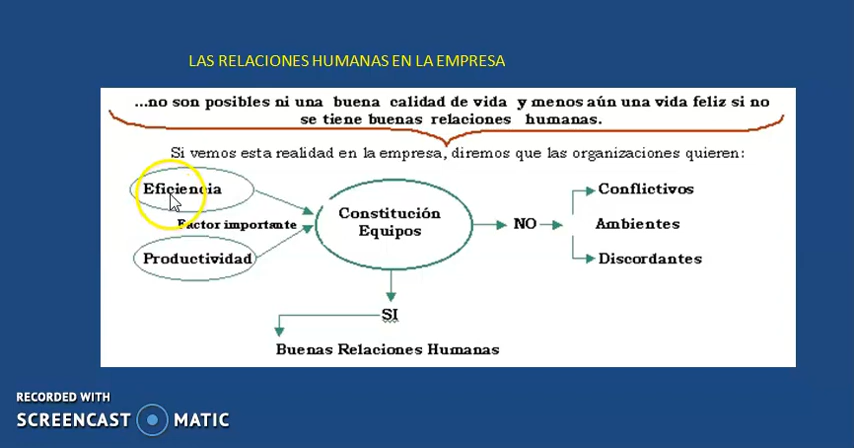 LAS RELACIONES HUMANAS EN LA EMPRESA
...no son posibles ni una buena calidad de vida y menos aún una vida feliz si no
se tiene buenas relaciones humanas.
Si vemos esta realidad en la empresa, diremos que las organizaciones quieren:
Eficiencia
Factor importante
Productividad
Constitución
Equipos
NO
Conflictivos
Ambientes
Discordantes
SI
Buenas Relaciones Humanas
RECORDED WITH
SCREENCAST MATIC